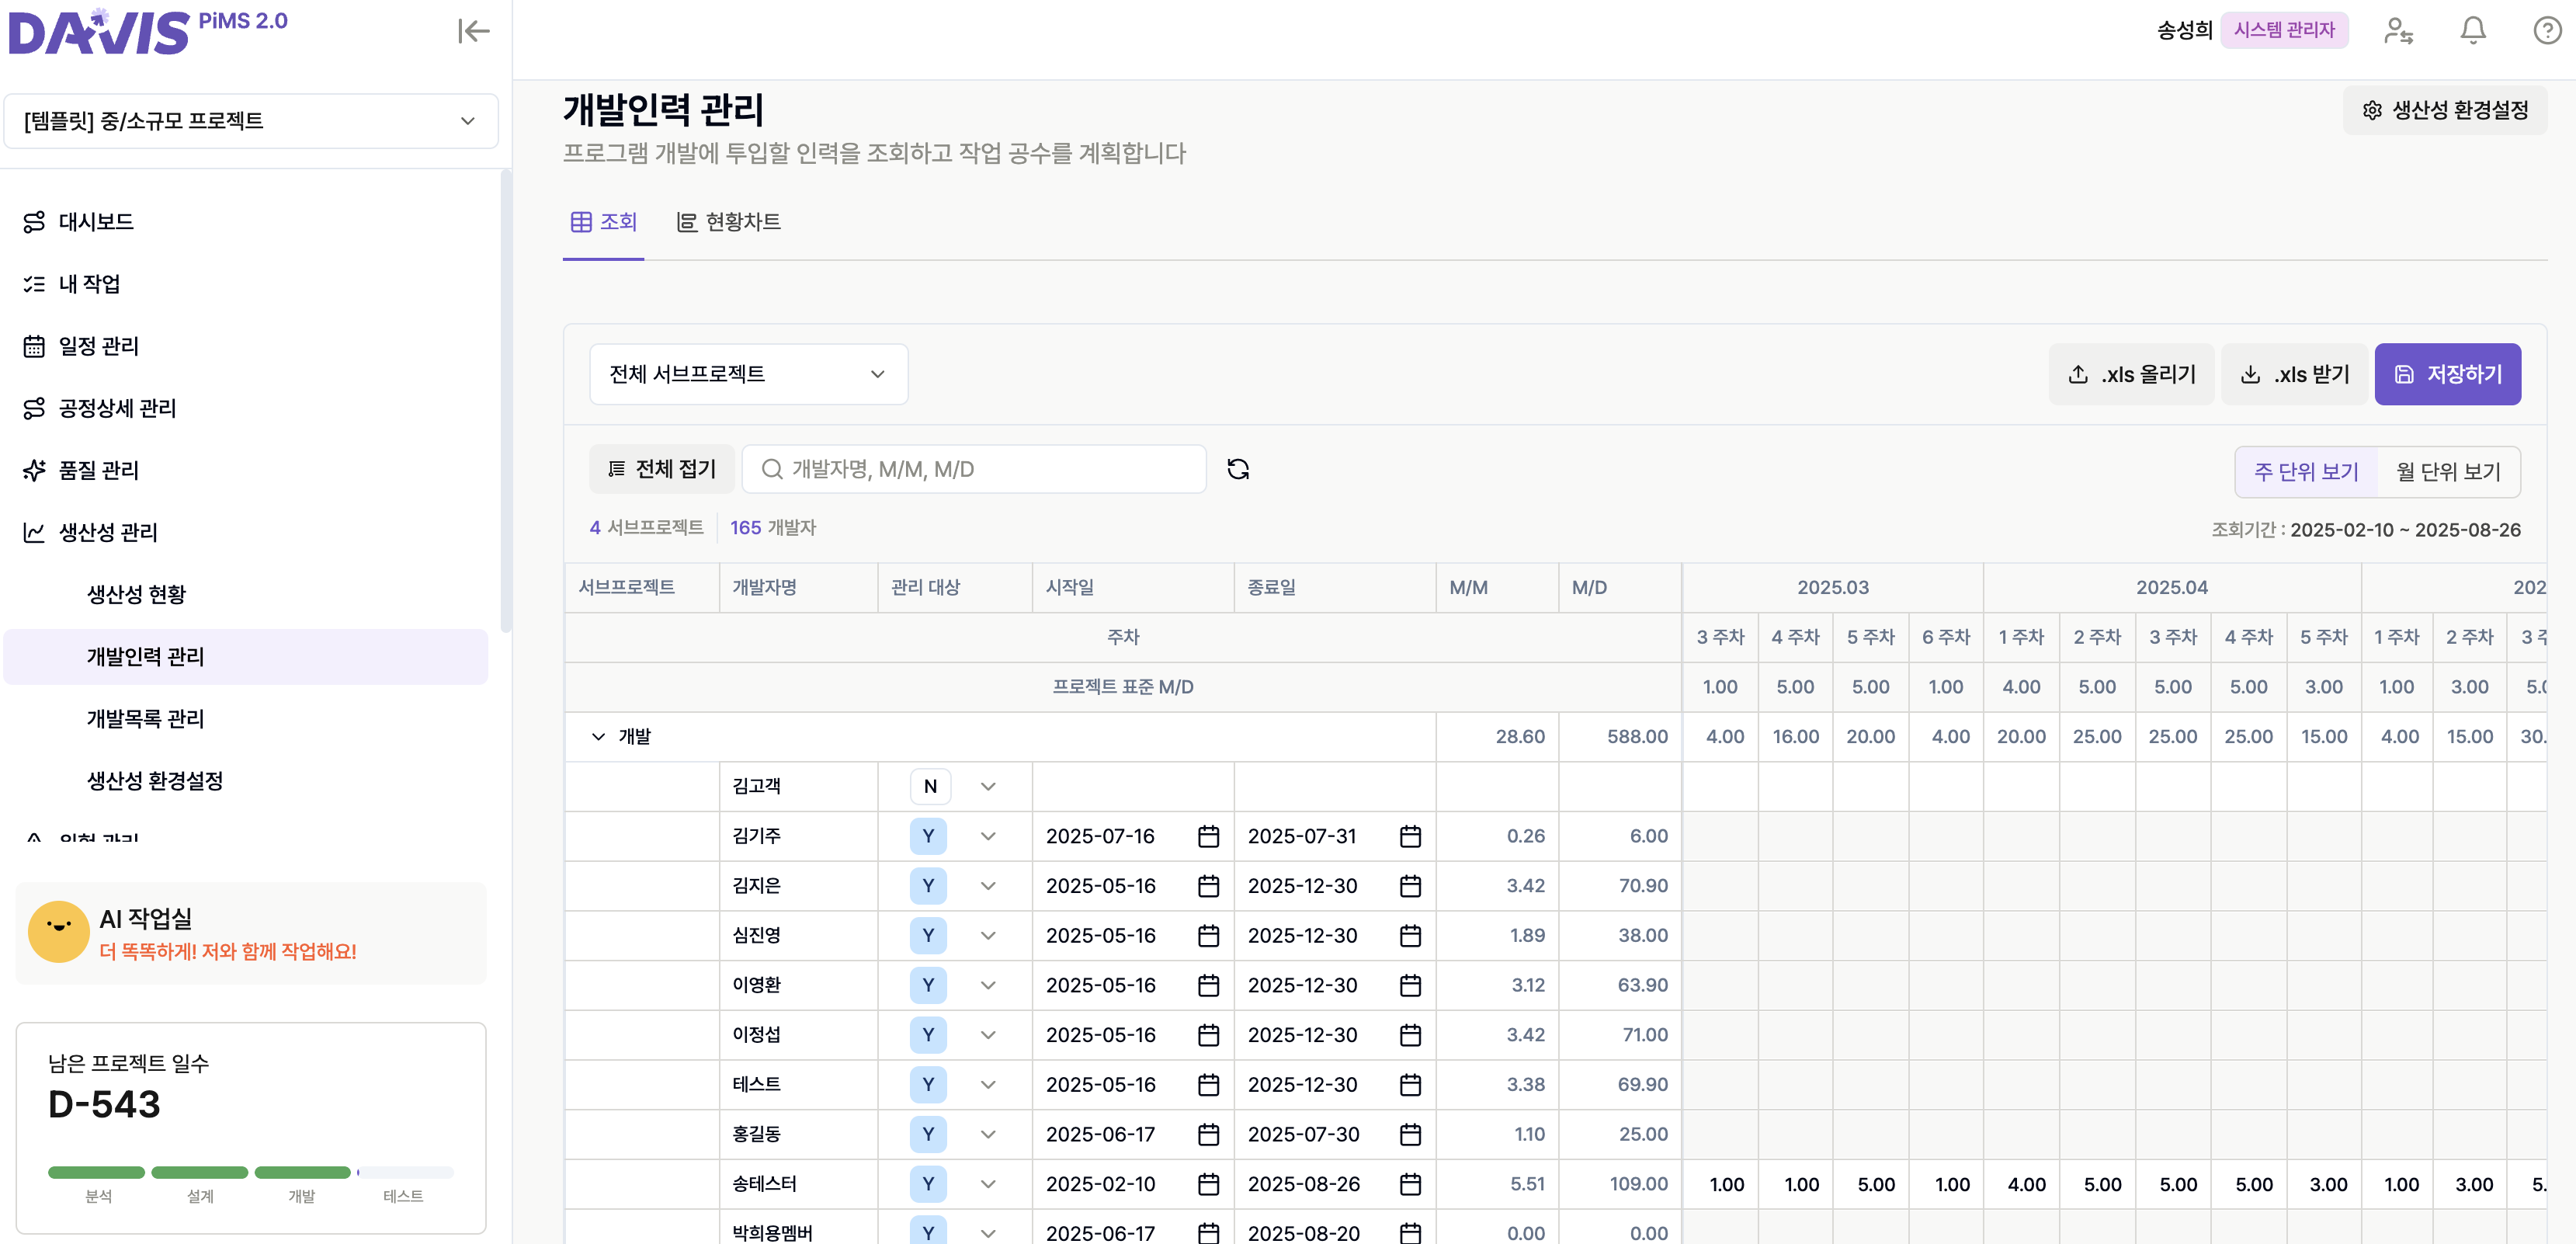 DAVIS PiMS 2.0
송성희 시스템 관리자
[템플릿] 중/소규모 프로젝트
대시보드
내 작업
일정 관리
공정상세 관리
품질 관리
생산성 관리
생산성 현황
개발인력 관리
개발목록 관리
생산성 환경설정
위험 관리
AI 작업실
더 똑똑하게! 저와 함께 작업해요!
남은 프로젝트 일수
D-543
분석 설계 개발 테스트
개발인력 관리
생산성 환경설정
프로그램 개발에 투입할 인력을 조회하고 작업 공수를 계획합니다
조회 현황차트
전체 서브프로젝트
.xls 올리기 .xls 받기 저장하기
전체 접기 개발자명, M/M, M/D
주 단위 보기 월 단위 보기
4 서브프로젝트 165 개발자
조회기간 : 2025-02-10 ~ 2025-08-26
서브프로젝트 개발자명 관리 대상 시작일 종료일 M/M M/D 2025.03 2025.04
주차 3 주차 4 주차 5 주차 6 주차 1 주차 2 주차 3 주차 4 주차 5 주차 1 주차 2 주차
프로젝트 표준 M/D 1.00 5.00 5.00 1.00 4.00 5.00 5.00 5.00 3.00 1.00 3.00
개발 28.60 588.00 4.00 16.00 20.00 4.00 20.00 25.00 25.00 25.00 15.00 4.00 15.00
김고객 N
김기주 Y 2025-07-16 2025-07-31 0.26 6.00
김지은 Y 2025-05-16 2025-12-30 3.42 70.90
심진영 Y 2025-05-16 2025-12-30 1.89 38.00
이영환 Y 2025-05-16 2025-12-30 3.12 63.90
이정섭 Y 2025-05-16 2025-12-30 3.42 71.00
테스트 Y 2025-05-16 2025-12-30 3.38 69.90
홍길동 Y 2025-06-17 2025-07-30 1.10 25.00
송테스터 Y 2025-02-10 2025-08-26 5.51 109.00 1.00 1.00 5.00 1.00 4.00 5.00 5.00 5.00 3.00 1.00 3.00
박희용멤버 Y 2025-06-17 2025-08-20 0.00 0.00